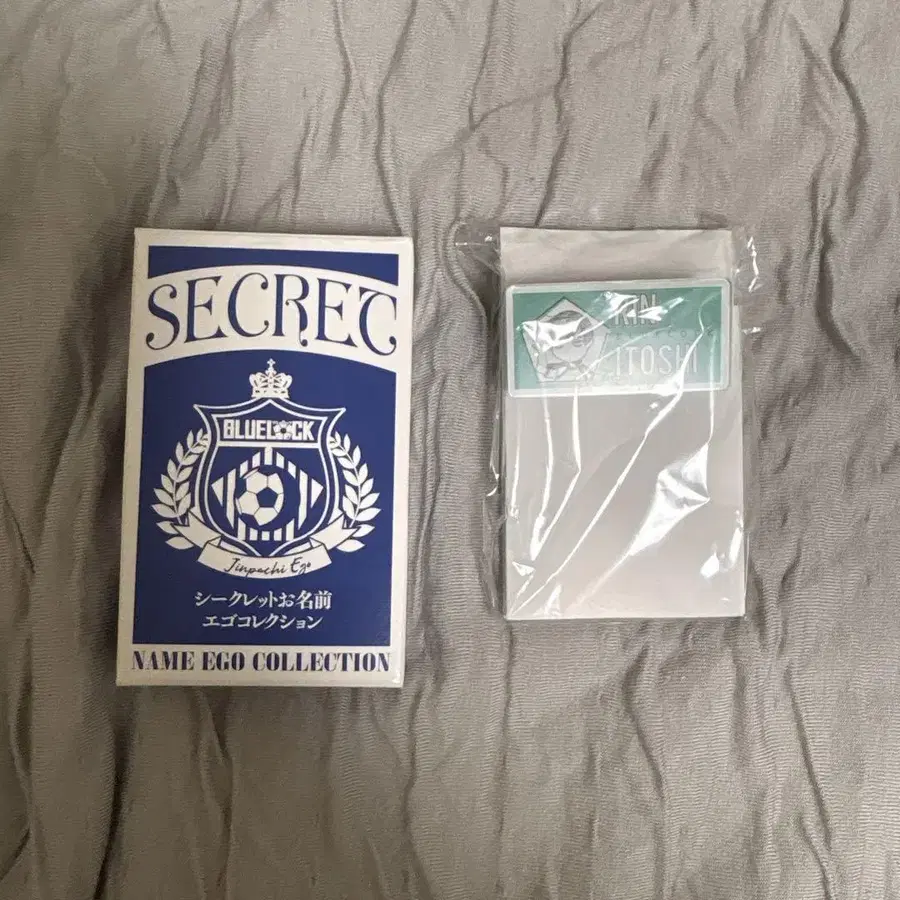 SECRET
BLUELOCK
Jinpachi Ego
シークレットお名前
エゴコレクション
NAME EGO COLLECTION
RIN
ITOSHI